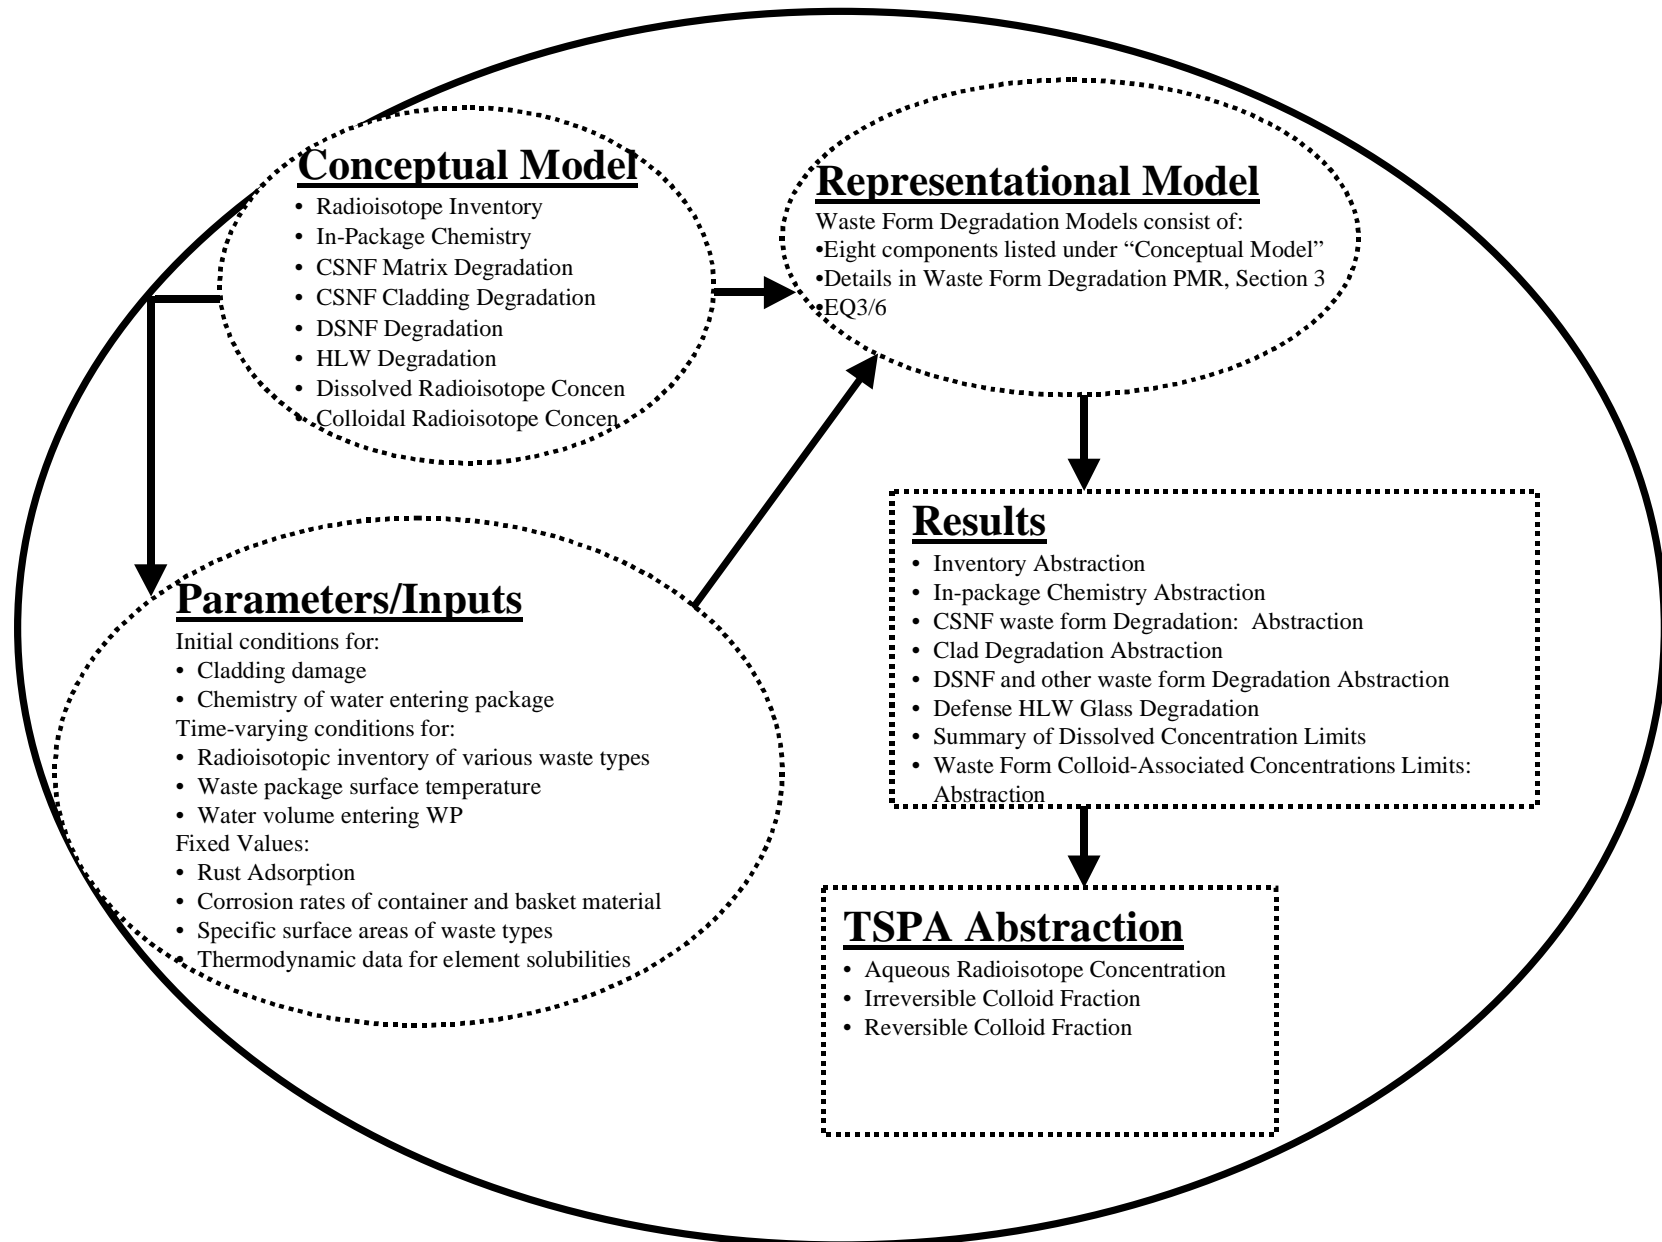 Conceptual Model
• Radioisotope Inventory
• In-Package Chemistry
• CSNF Matrix Degradation
• CSNF Cladding Degradation
• DSNF Degradation
• HLW Degradation
• Dissolved Radioisotope Concen
• Colloidal Radioisotope Concen
Representational Model
Waste Form Degradation Models consist of:
•Eight components listed under “Conceptual Model”
•Details in Waste Form Degradation PMR, Section 3
•EQ3/6
Parameters/Inputs
Initial conditions for:
• Cladding damage
• Chemistry of water entering package
Time-varying conditions for:
• Radioisotopic inventory of various waste types
• Waste package surface temperature
• Water volume entering WP
Fixed Values:
• Rust Adsorption
• Corrosion rates of container and basket material
• Specific surface areas of waste types
• Thermodynamic data for element solubilities
Results
• Inventory Abstraction
• In-package Chemistry Abstraction
• CSNF waste form Degradation: Abstraction
• Clad Degradation Abstraction
• DSNF and other waste form Degradation Abstraction
• Defense HLW Glass Degradation
• Summary of Dissolved Concentration Limits
• Waste Form Colloid-Associated Concentrations Limits:
Abstraction
TSPA Abstraction
• Aqueous Radioisotope Concentration
• Irreversible Colloid Fraction
• Reversible Colloid Fraction